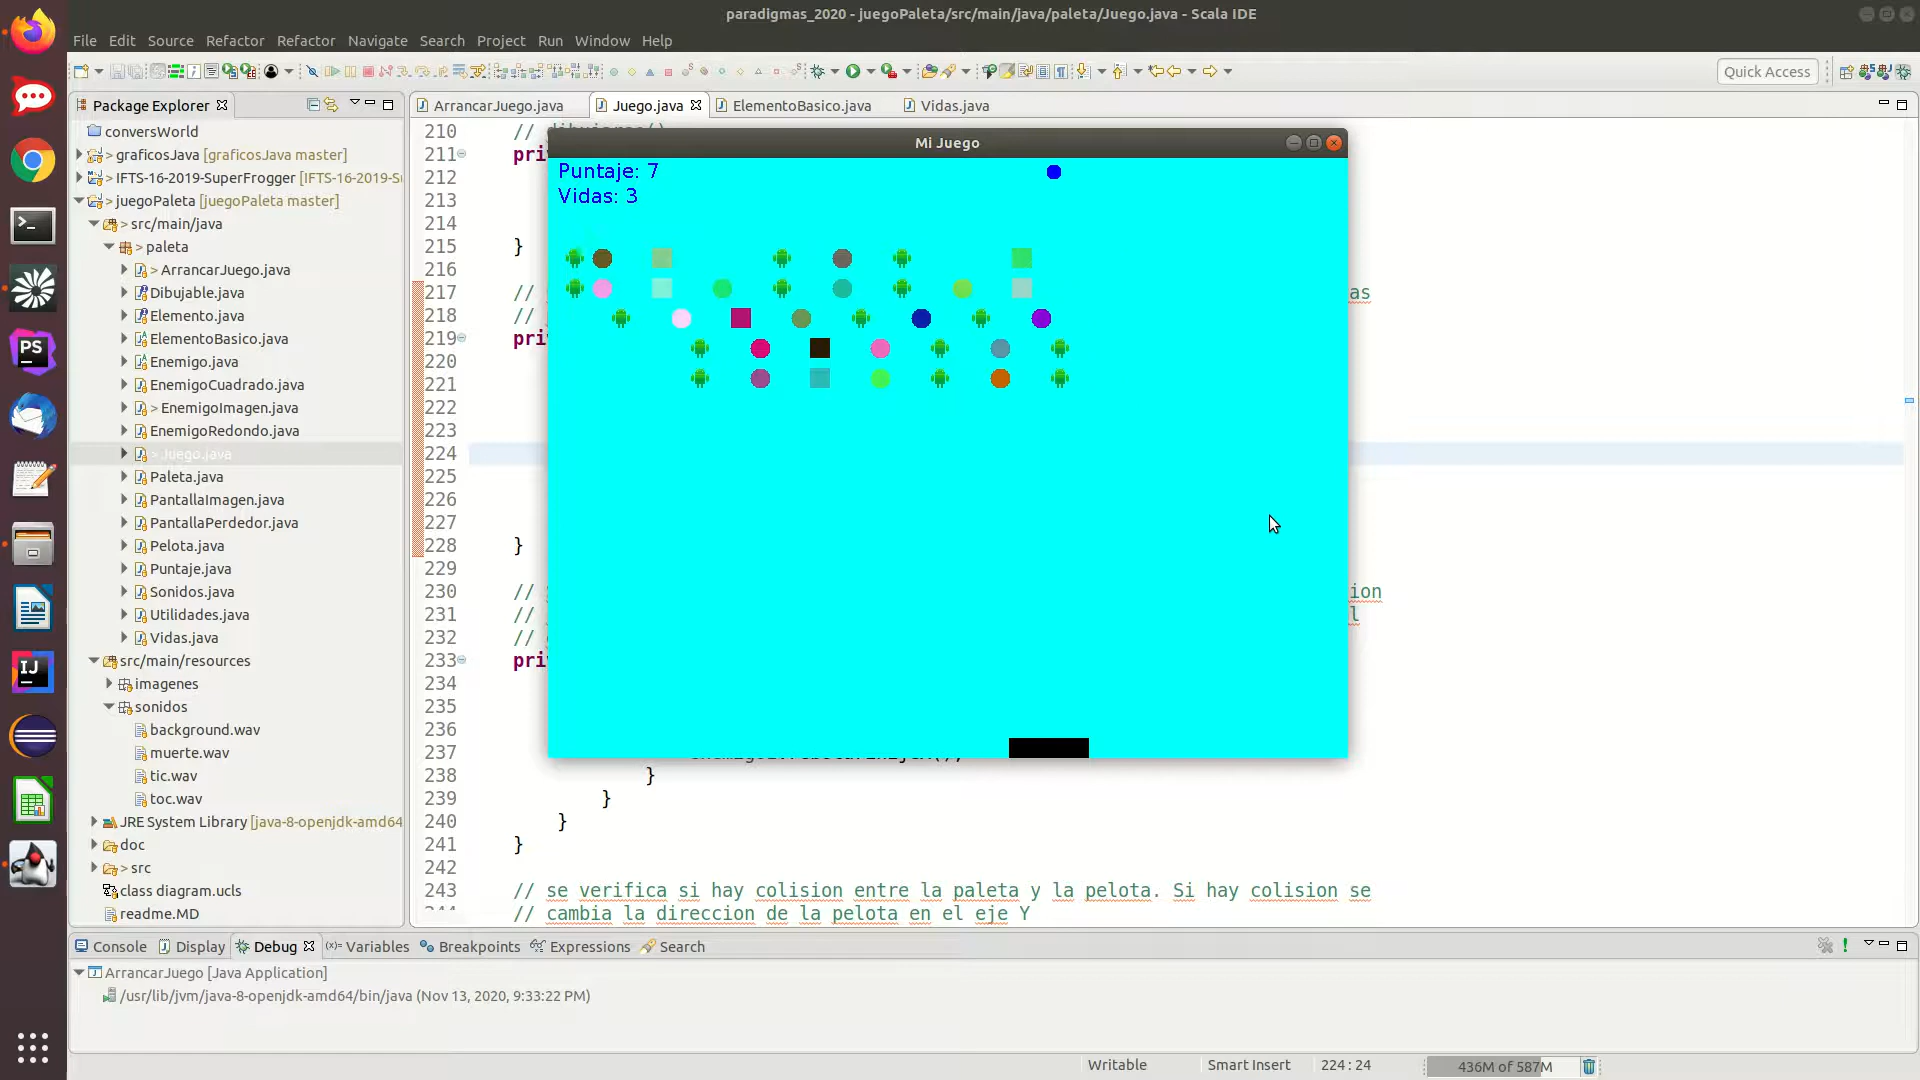 paradigmas_2020 - juegoPaleta/src/main/java/paleta/Juego.java - Scala IDE
File Edit Source Refactor Refactor Navigate Search Project Run Window Help
Quick Access
Package Explorer
ArrancarJuego.java
Juego.java
ElementoBasico.java
Vidas.java
conversWorld
> graficosJava [graficosJava master]
> IFTS-16-2019-SuperFrogger [IFTS-16-2019-S
> juegoPaleta [juegoPaleta master]
> src/main/java
> paleta
> ArrancarJuego.java
Dibujable.java
Elemento.java
ElementoBasico.java
Enemigo.java
EnemigoCuadrado.java
> EnemigoImagen.java
EnemigoRedondo.java
> Juego.java
Paleta.java
PantallaImagen.java
PantallaPerdedor.java
Pelota.java
Puntaje.java
Sonidos.java
Utilidades.java
Vidas.java
src/main/resources
imagenes
sonidos
background.wav
muerte.wav
tic.wav
toc.wav
JRE System Library [java-8-openjdk-amd64
doc
> src
class diagram.ucls
readme.MD
210 //
211 pri
212
213
214
215 }
216
217 // as
218 //
219 pri
220
221
222
223
224
225
226
227
228 }
229
230 // ion
231 // l
232 //
233 pri
234
235
236
237
238 }
239 }
240 }
241 }
242
243 // se verifica si hay colision entre la paleta y la pelota. Si hay colision se
// cambia la direccion de la pelota en el eje Y
Mi Juego
Puntaje: 7
Vidas: 3
Console Display Debug Variables Breakpoints Expressions Search
ArrancarJuego [Java Application]
/usr/lib/jvm/java-8-openjdk-amd64/bin/java (Nov 13, 2020, 9:33:22 PM)
Writable
Smart Insert
224 : 24
436M of 587M